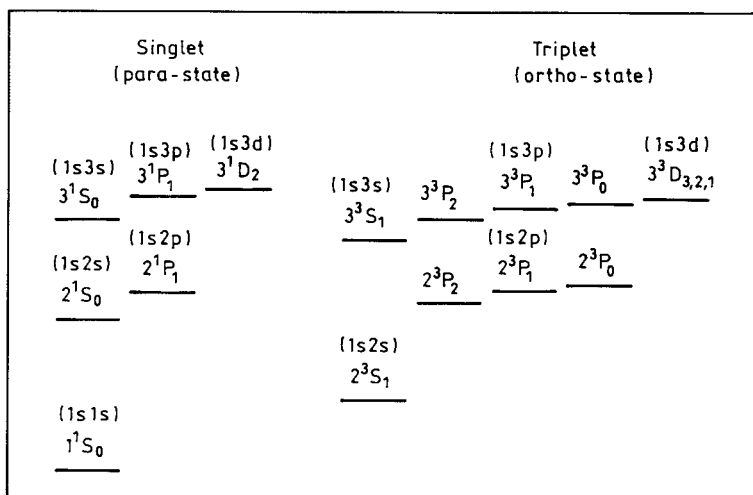 Singlet
(para-state)
Triplet
(ortho-state)
(1s3s)
3¹S₀
(1s3p)
3¹P₁
(1s3d)
3¹D₂
(1s2s)
2¹S₀
(1s2p)
2¹P₁
(1s1s)
1¹S₀
(1s3s)
3³S₁
3³P₂
(1s3p)
3³P₁
3³P₀
(1s3d)
3³D₃,₂,₁
2³P₂
(1s2p)
2³P₁
2³P₀
(1s2s)
2³S₁